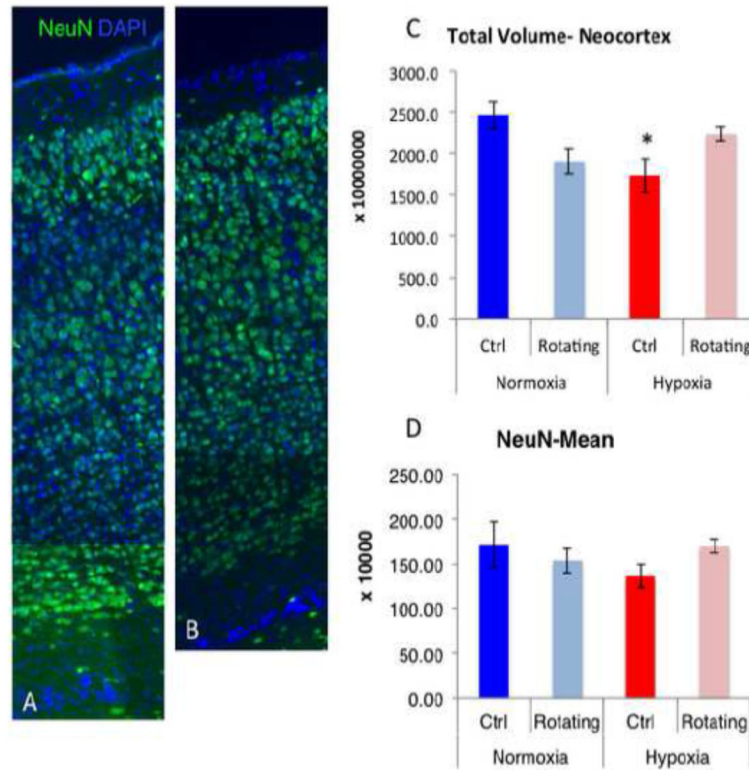 NeuN DAPI
A
B
C
Total Volume- Neocortex
x 10000000
3000.0
2500.0
2000.0
1500.0
1000.0
500.0
0.0
*
Ctrl Rotating Ctrl Rotating
Normoxia Hypoxia
D
NeuN-Mean
x 10000
250.00
200.00
150.00
100.00
50.00
0.00
Ctrl Rotating Ctrl Rotating
Normoxia Hypoxia